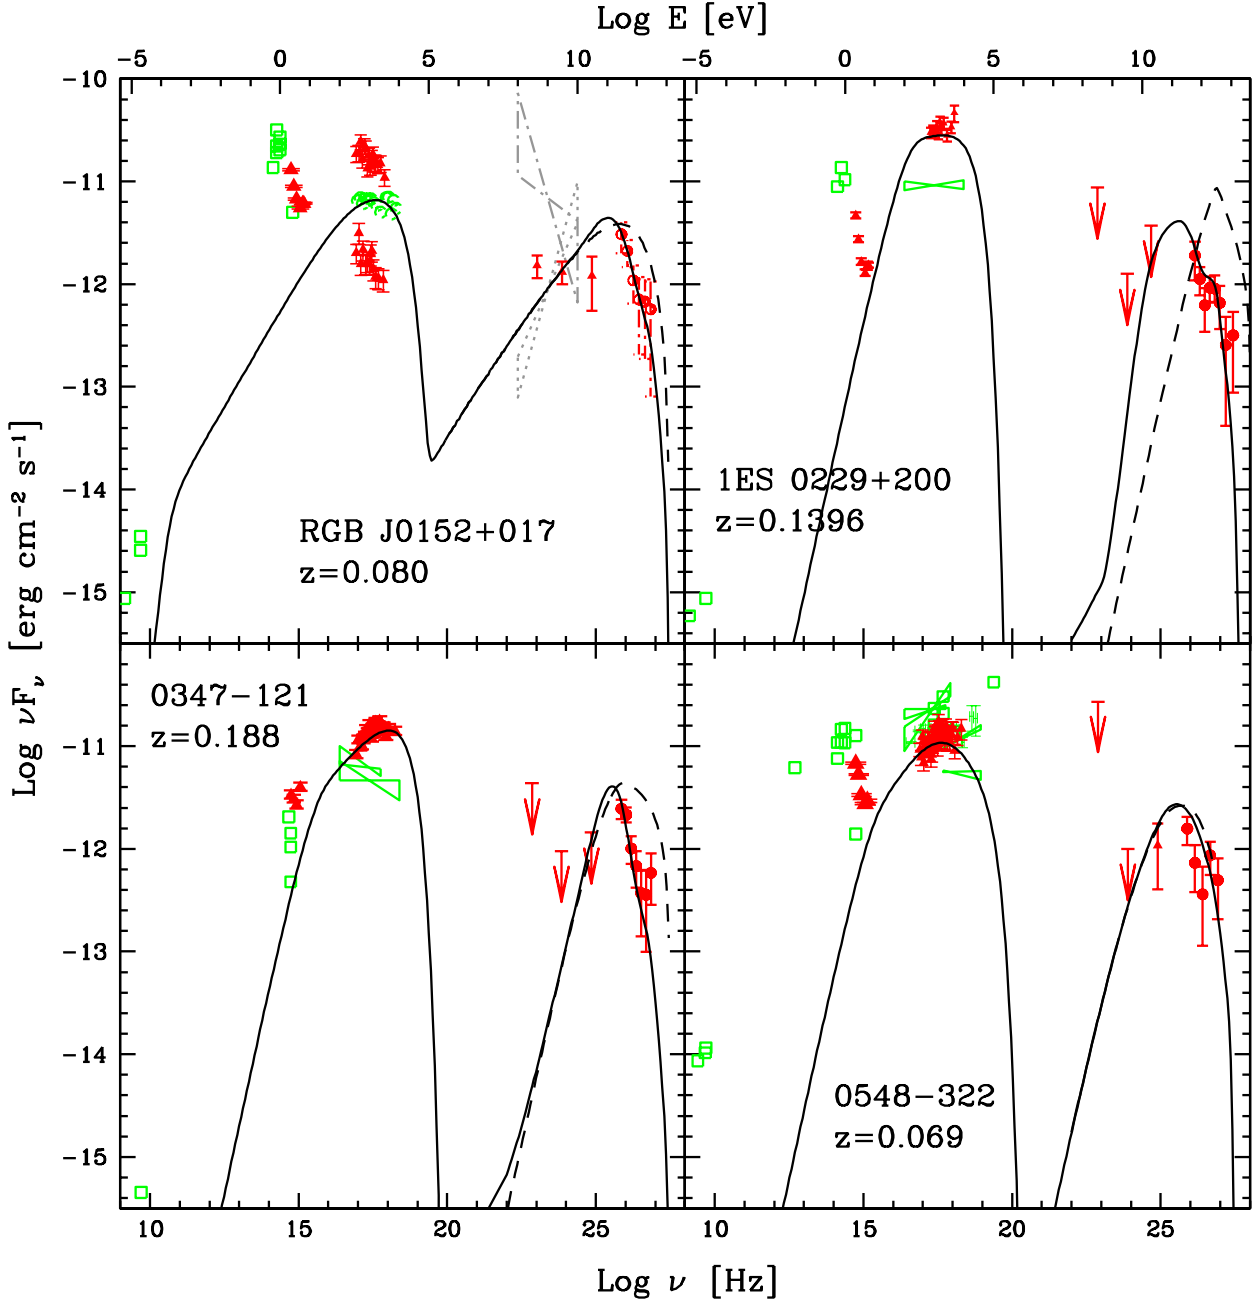 Log E [eV]
−5 0 5 10 −5 0 5 10
−10
−11
−12
−13
−14
−15
RGB J0152+017
z=0.080
1ES 0229+200
z=0.1396
Log νFν [erg cm−2 s−1]
0347−121
z=0.188
−11
−12
−13
−14
−15
0548−322
z=0.069
10 15 20 25 10 15 20 25
Log ν [Hz]